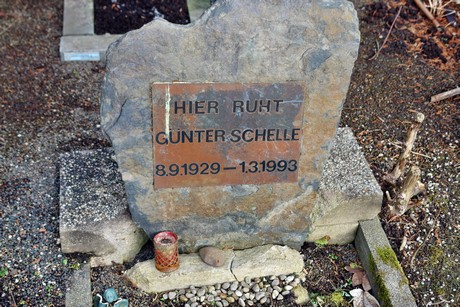 HIER RUHT
GÜNTER SCHELLE
8.9.1929 – 1.3.1993